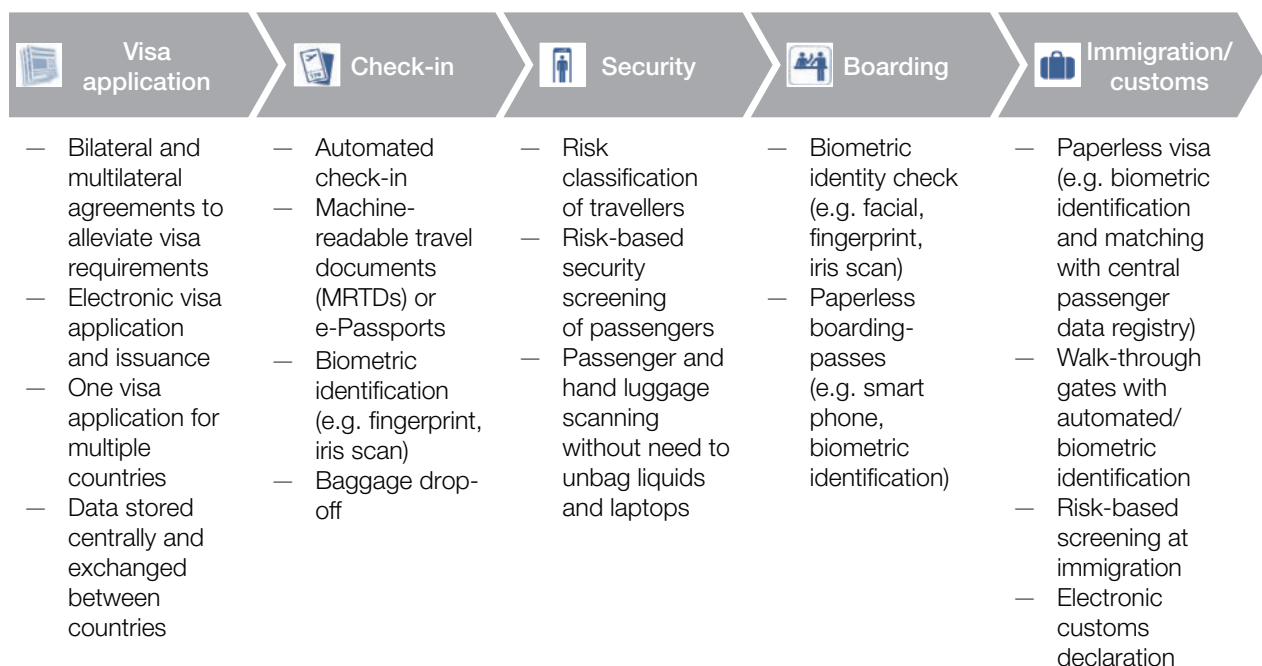 Visa
application
Check-in
Security
Boarding
Immigration/
customs
— Bilateral and
multilateral
agreements to
alleviate visa
requirements
— Electronic visa
application
and issuance
— One visa
application for
multiple
countries
— Data stored
centrally and
exchanged
between
countries
— Automated
check-in
— Machine-
readable travel
documents
(MRTDs) or
e-Passports
— Biometric
identification
(e.g. fingerprint,
iris scan)
— Baggage drop-
off
— Risk
classification
of travellers
— Risk-based
security
screening
of passengers
— Passenger and
hand luggage
scanning
without need to
unbag liquids
and laptops
— Biometric
identity check
(e.g. facial,
fingerprint,
iris scan)
— Paperless
boarding-
passes
(e.g. smart
phone,
biometric
identification)
— Paperless visa
(e.g. biometric
identification
and matching
with central
passenger
data registry)
— Walk-through
gates with
automated/
biometric
identification
— Risk-based
screening at
immigration
— Electronic
customs
declaration